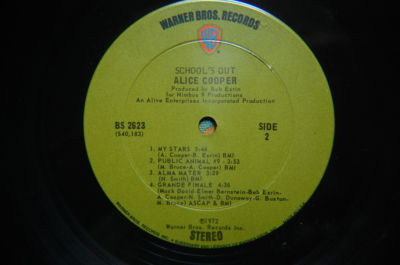 WARNER BROS. RECORDS
SCHOOL'S OUT
ALICE COOPER
Produced by Bob Ezrin
for Nimbus 9 Productions
An Alive Enterprises Incorporated Production
BS 2623
(S40,183)
SIDE
2
1. MY STARS 5:46
(A. Cooper-B. Ezrin) BMI
2. PUBLIC ANIMAL #9 - 3:53
(M. Bruce-A. Cooper) BMI
3. ALMA MATER 3:39
(N. Smith) BMI
4. GRANDE FINALE 4:36
(Mack David-Elmer Bernstein-Bob Ezrin-
A. Cooper-N. Smith-D. Dunaway-G. Buxton-
M. Bruce) ASCAP & BMI
©1972
Warner Bros. Records Inc.
STEREO